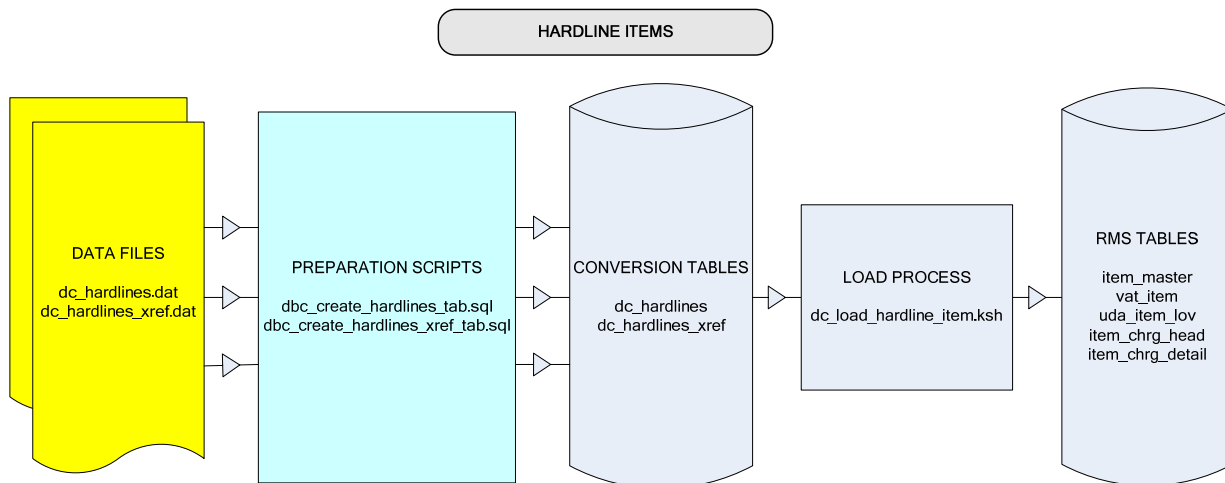 HARDLINE ITEMS
DATA FILES
dc_hardlines.dat
dc_hardlines_xref.dat
PREPARATION SCRIPTS
dbc_create_hardlines_tab.sql
dbc_create_hardlines_xref_tab.sql
CONVERSION TABLES
dc_hardlines
dc_hardlines_xref
LOAD PROCESS
dc_load_hardline_item.ksh
RMS TABLES
item_master
vat_item
uda_item_lov
item_chrg_head
item_chrg_detail